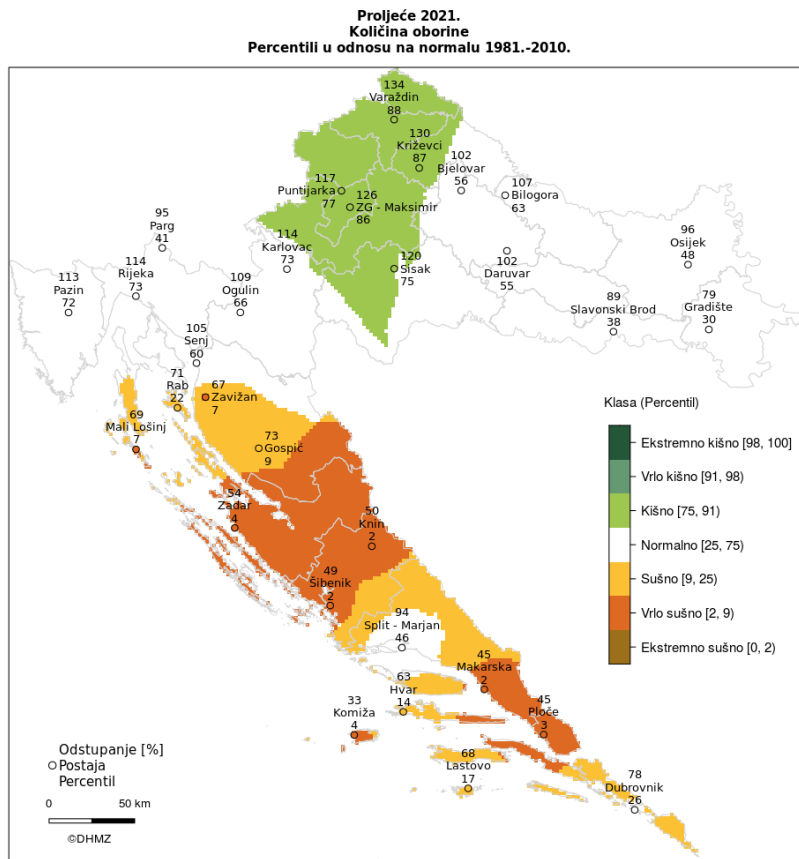 Proljeće 2021.
Količina oborine
Percentili u odnosu na normalu 1981.-2010.
134
Varaždin
88
130
Križevci
87
102
Bjelovar
56
117
Puntijarka
77
126
ZG - Maksimir
86
107
Bilogora
63
95
Parg
41
114
Karlovac
73
120
Sisak
75
102
Daruvar
55
96
Osijek
48
113
Pazin
72
114
Rijeka
73
109
Ogulin
66
89
Slavonski Brod
38
79
Gradište
30
105
Senj
60
71
Rab
22
67
Zavižan
7
69
Mali Lošinj
7
73
Gospič
9
54
Zadar
4
50
Knin
2
49
Šibenik
2
94
Split - Marjan
46
45
Makarska
2
63
Hvar
14
33
Komiža
4
45
Ploče
3
68
Lastovo
17
78
Dubrovnik
26
Klasa (Percentil)
Ekstremno kišno [98, 100]
Vrlo kišno [91, 98)
Kišno [75, 91)
Normalno [25, 75)
Sušno [9, 25)
Vrlo sušno [2, 9)
Ekstremno sušno [0, 2)
Odstupanje [%]
Postaja
Percentil
0 50 km
©DHMZ